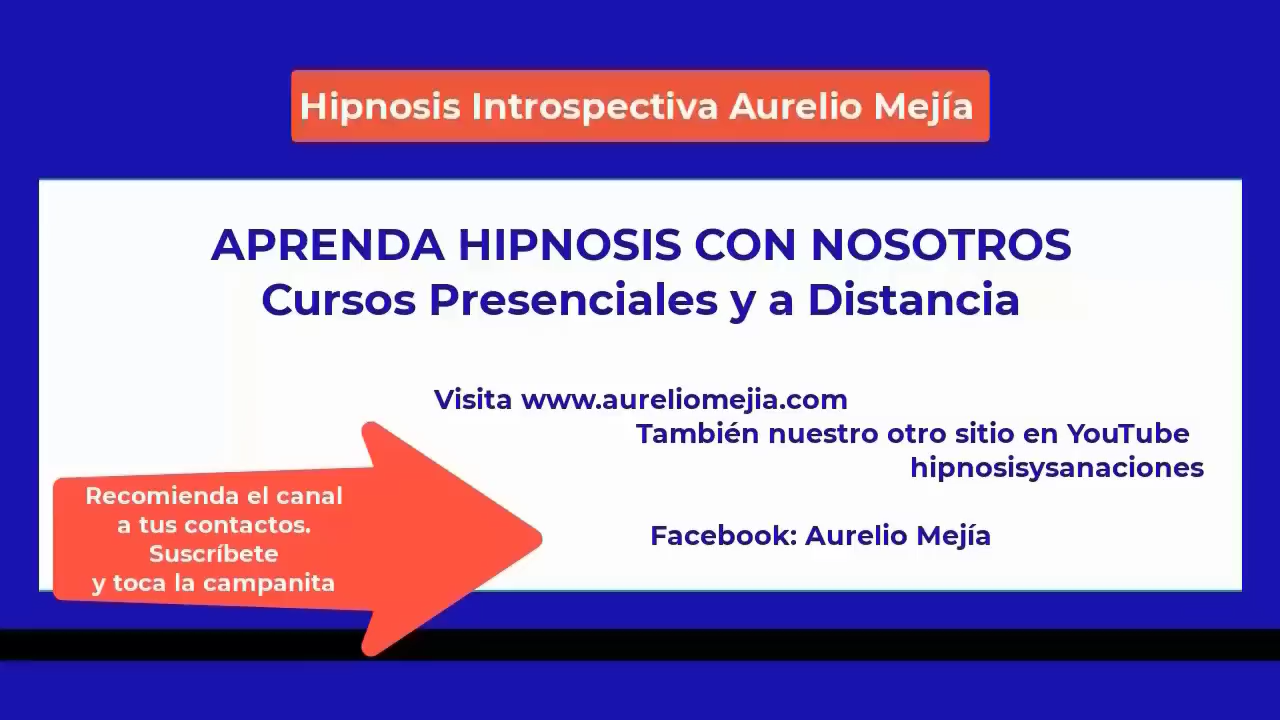 Hipnosis Introspectiva Aurelio Mejía
APRENDA HIPNOSIS CON NOSOTROS
Cursos Presenciales y a Distancia
Visita www.aureliomejia.com
También nuestro otro sitio en YouTube
hipnosisysanaciones
Facebook: Aurelio Mejía
Recomienda el canal
a tus contactos.
Suscríbete
y toca la campanita